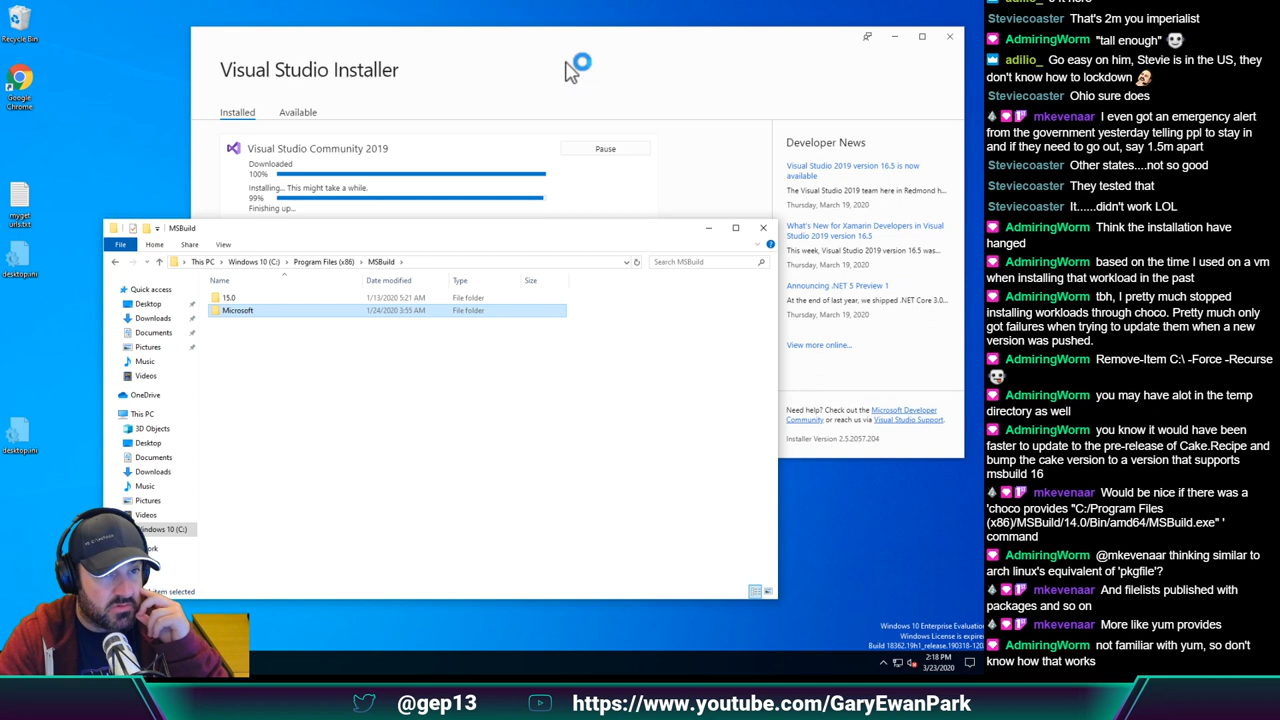 Recycle Bin
Google
Chrome
myget
urls.txt
desktop.ini
desktop.ini
Visual Studio Installer
Installed
Available
Visual Studio Community 2019
Pause
Downloaded
100%
Installing... This might take a while.
99%
Finishing up...
Developer News
Visual Studio 2019 version 16.5 is now
available
The Visual Studio 2019 team here in Redmond h...
Thursday, March 19, 2020
What's New for Xamarin Developers in Visual
Studio 2019 version 16.5
This week, Visual Studio 2019 version 16.5 was...
Thursday, March 19, 2020
Announcing .NET 5 Preview 1
At the end of last year, we shipped .NET Core 3.0...
Thursday, March 19, 2020
View more online...
Need help? Check out the Microsoft Developer
Community or reach us via Visual Studio Support.
Installer Version 2.5.2057.204
MSBuild
File
Home
Share
View
This PC > Windows 10 (C:) > Program Files (x86) > MSBuild >
Search MSBuild
Name
Date modified
Type
Size
15.0
1/13/2020 5:21 AM
File folder
Microsoft
1/24/2020 3:55 AM
File folder
Quick access
Desktop
Downloads
Documents
Pictures
Music
Videos
OneDrive
This PC
3D Objects
Desktop
Documents
Downloads
Music
Pictures
Videos
Windows 10 (C:)
item selected
Windows 10 Enterprise Evaluation
Windows License is expire
Build 18362.19h1_release.190318-120
2:18 PM
3/23/2020
Steviecoaster That's 2m you imperialist
AdmiringWorm "tall enough"
adilio_ Go easy on him, Stevie is in the US, they
don't know how to lockdown
Steviecoaster Ohio sure does
mkevenaar I even got an emergency alert
from the government yesterday telling ppl to stay in
and if they need to go out, say 1.5m apart
Steviecoaster Other states....not so good
Steviecoaster They tested that
Steviecoaster It......didn't work LOL
AdmiringWorm Think the installation have
hanged
AdmiringWorm based on the time I used on a vm
when installing that workload in the past
AdmiringWorm tbh, I pretty much stopped
installing workloads through choco. Pretty much only
got failures when trying to update them when a new
version was pushed.
AdmiringWorm Remove-Item C:\ -Force -Recurse
AdmiringWorm you may have alot in the temp
directory as well
AdmiringWorm you know it would have been
faster to update to the pre-release of Cake.Recipe and
bump the cake version to a version that supports
msbuild 16
mkevenaar Would be nice if there was a
'choco provides "C:/Program Files
(x86)/MSBuild/14.0/Bin/amd64/MSBuild.exe" '
command
AdmiringWorm @mkevenaar thinking similar to
arch linux's equivalent of 'pkgfile'?
mkevenaar And filelists published with
packages and so on
mkevenaar More like yum provides
AdmiringWorm not familiar with yum, so don't
know how that works
@gep13
https://www.youtube.com/GaryEwanPark